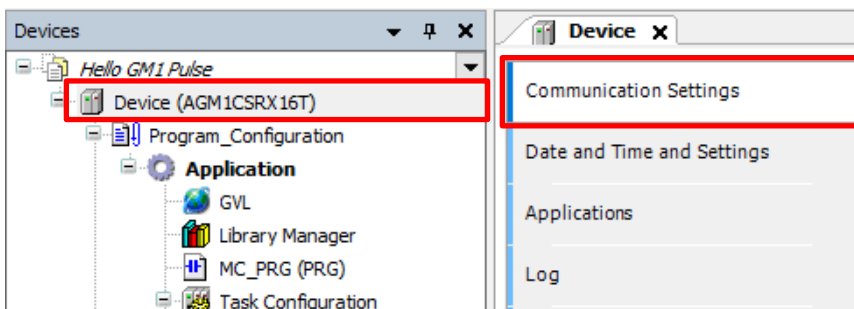 Devices
Hello GM1 Pulse
Device (AGM1CSRX16T)
Program_Configuration
Application
GVL
Library Manager
MC_PRG (PRG)
Task Configuration
Device
Communication Settings
Date and Time and Settings
Applications
Log